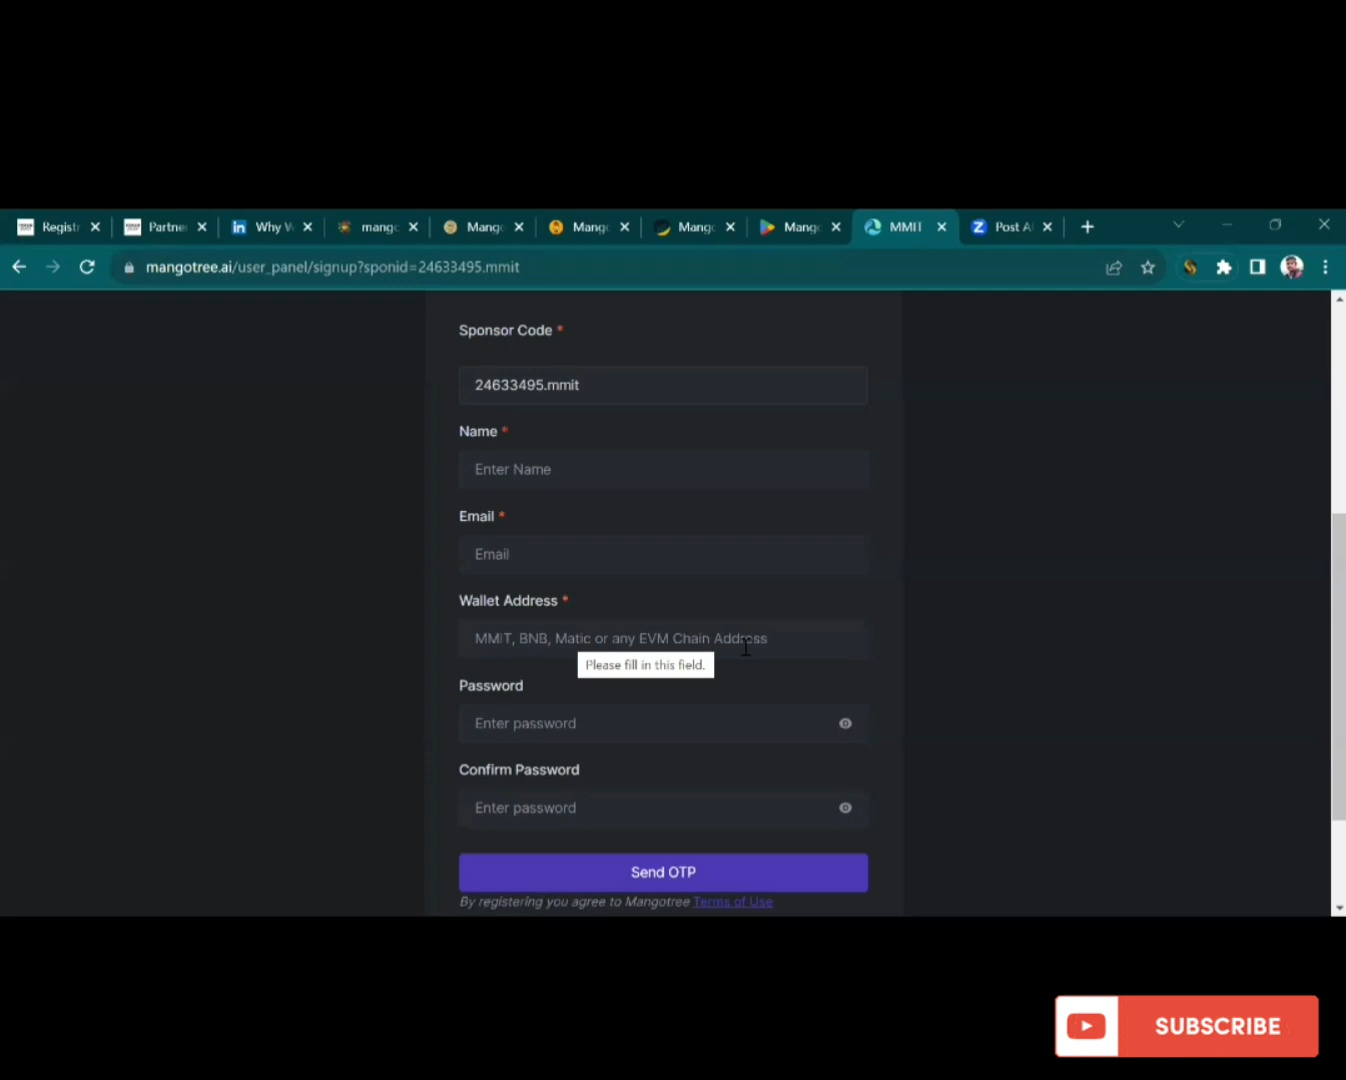 Registr
Partne
Why W
mang
Mang
Mang
Mang
Mang
MMIT
Post A
mangotree.ai/user_panel/signup?sponid=24633495.mmit
Sponsor Code *
24633495.mmit
Name *
Enter Name
Email *
Email
Wallet Address *
MMIT, BNB, Matic or any EVM Chain Address
Please fill in this field.
Password
Enter password
Confirm Password
Enter password
Send OTP
By registering you agree to Mangotree Terms of Use
SUBSCRIBE